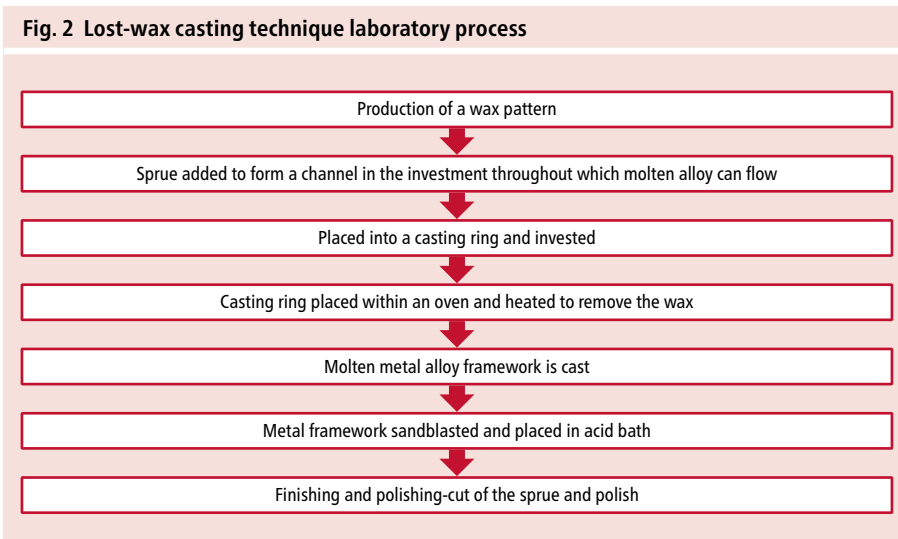 Fig. 2 Lost-wax casting technique laboratory process
Production of a wax pattern
Sprue added to form a channel in the investment throughout which molten alloy can flow
Placed into a casting ring and invested
Casting ring placed within an oven and heated to remove the wax
Molten metal alloy framework is cast
Metal framework sandblasted and placed in acid bath
Finishing and polishing-cut of the sprue and polish